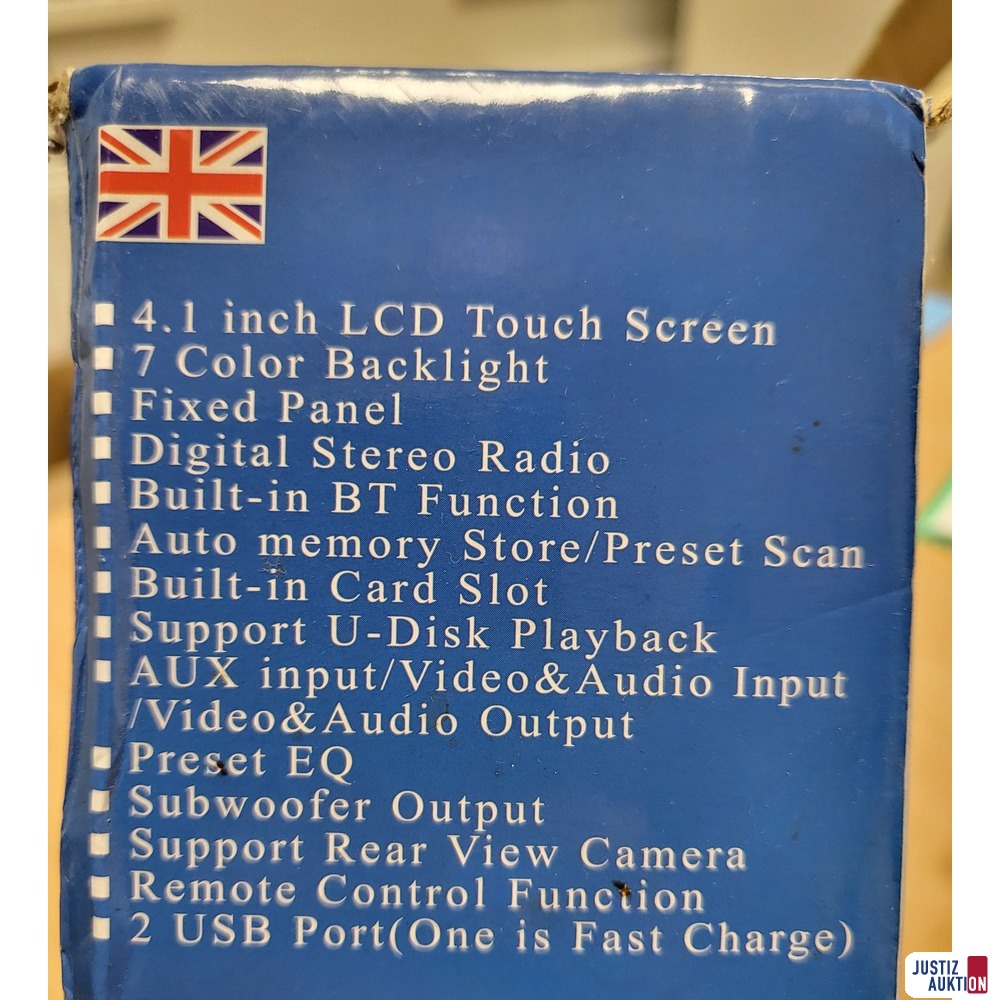 4.1 inch LCD Touch Screen
7 Color Backlight
Fixed Panel
Digital Stereo Radio
Built-in BT Function
Auto memory Store/Preset Scan
Built-in Card Slot
Support U-Disk Playback
AUX input/Video&Audio Input
/Video&Audio Output
Preset EQ
Subwoofer Output
Support Rear View Camera
Remote Control Function
2 USB Port(One is Fast Charge)
JUSTIZ
AUKTION